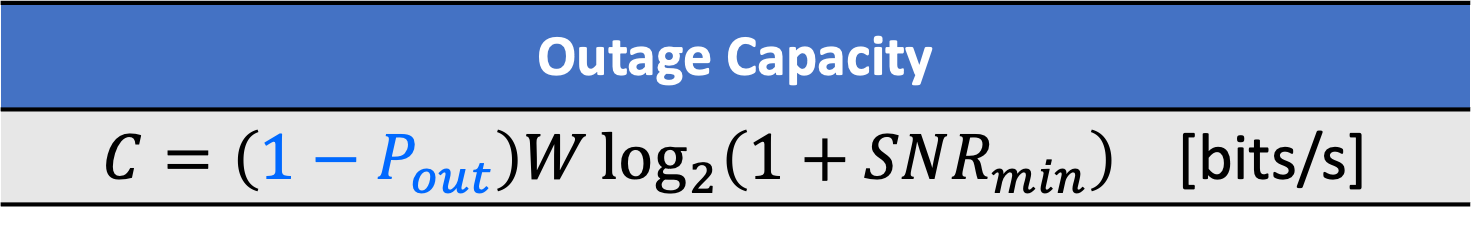 Outage Capacity
C = (1 − P_out)W log₂(1 + SNR_min) [bits/s]